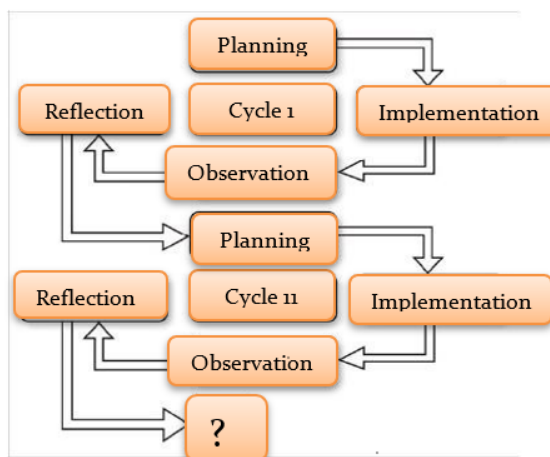 Planning
Reflection
Cycle 1
Implementation
Observation
Planning
Reflection
Cycle 11
Implementation
Observation
?